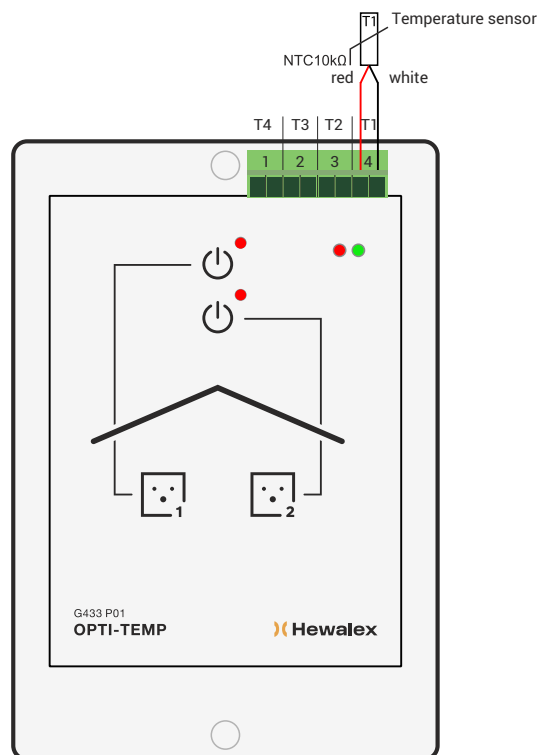 T1
Temperature sensor
NTC10kΩ
red
white
T4 T3 T2 T1
1 2 3 4
1
2
G433 P01
OPTI-TEMP
Hewalex